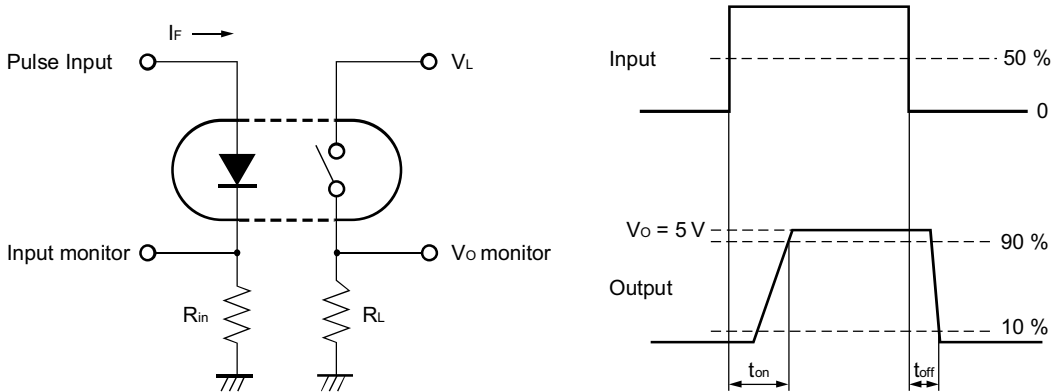 IF
Pulse Input
VL
Input monitor
VO monitor
Rin
RL
Input
50 %
0
VO = 5 V
90 %
Output
10 %
ton
toff